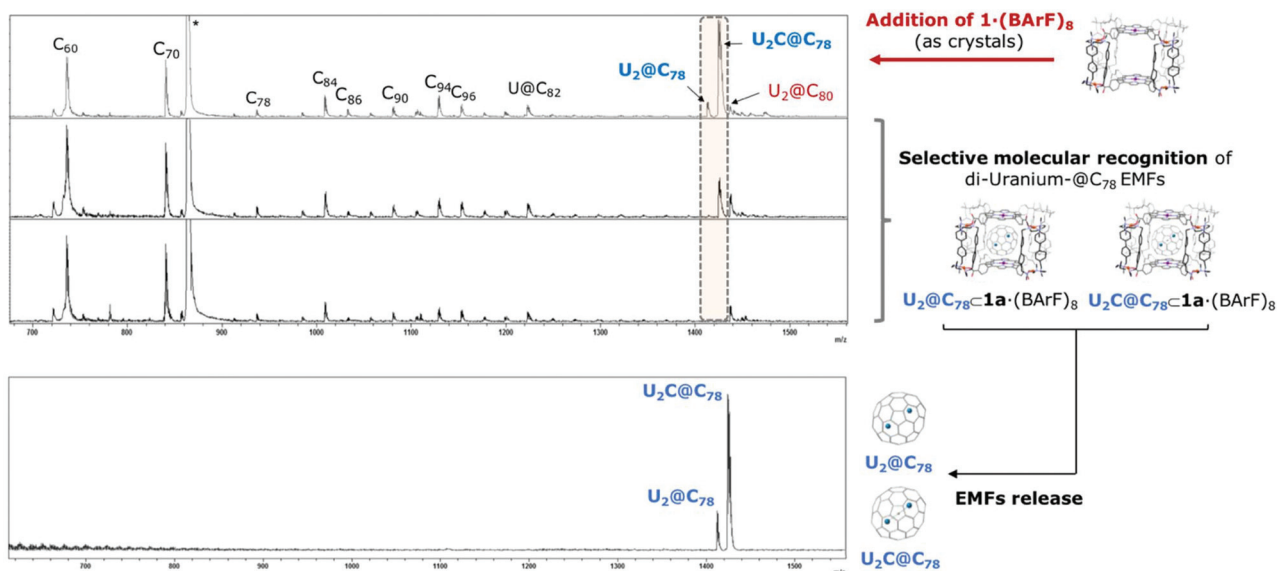 C60
C70
*
C78
C84
C86
C90
C94
C96
U@C82
U2@C78
U2C@C78
U2@C80
700 800 900 1000 1100 1200 1300 1400 1500
m/z
Addition of 1·(BArF)8
(as crystals)
Selective molecular recognition of
di-Uranium-@C78 EMFs
U2@C78⊂1a·(BArF)8
U2C@C78⊂1a·(BArF)8
U2C@C78
U2@C78
700 800 900 1000 1100 1200 1300 1400 1500
m/z
U2@C78
EMFs release
U2C@C78